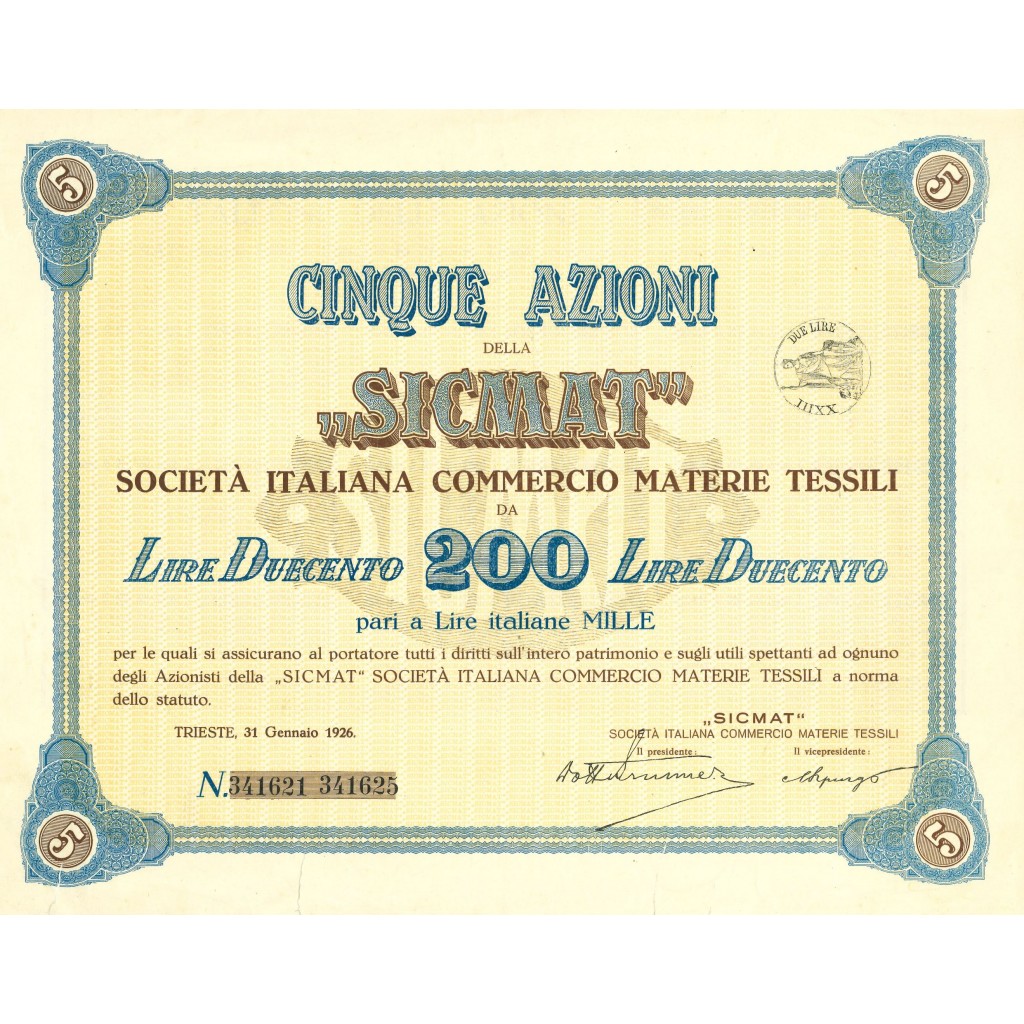 5 5
CINQUE AZIONI
DELLA
DUE LIRE
„SICMAT"
IIIXX
SOCIETÀ ITALIANA COMMERCIO MATERIE TESSILI
DA
LIRE DUECENTO 200 LIRE DUECENTO
pari a Lire italiane MILLE
per le quali si assicurano al portatore tutti i diritti sull'intero patrimonio e sugli utili spettanti ad ognuno
degli Azionisti della „SICMAT" SOCIETÀ ITALIANA COMMERCIO MATERIE TESSILI a norma
dello statuto.
TRIESTE, 31 Gennaio 1926.
„SICMAT"
SOCIETÀ ITALIANA COMMERCIO MATERIE TESSILI
Il presidente: Il vicepresidente:
N. 341621 341625
5 5